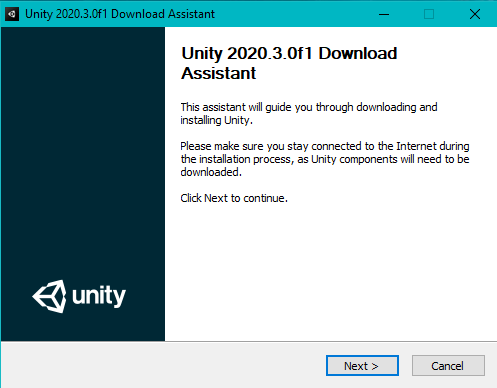 Unity 2020.3.0f1 Download Assistant
Unity 2020.3.0f1 Download
Assistant
This assistant will guide you through downloading and
installing Unity.
Please make sure you stay connected to the Internet during
the installation process, as Unity components will need to be
downloaded.
Click Next to continue.
unity
Next >
Cancel